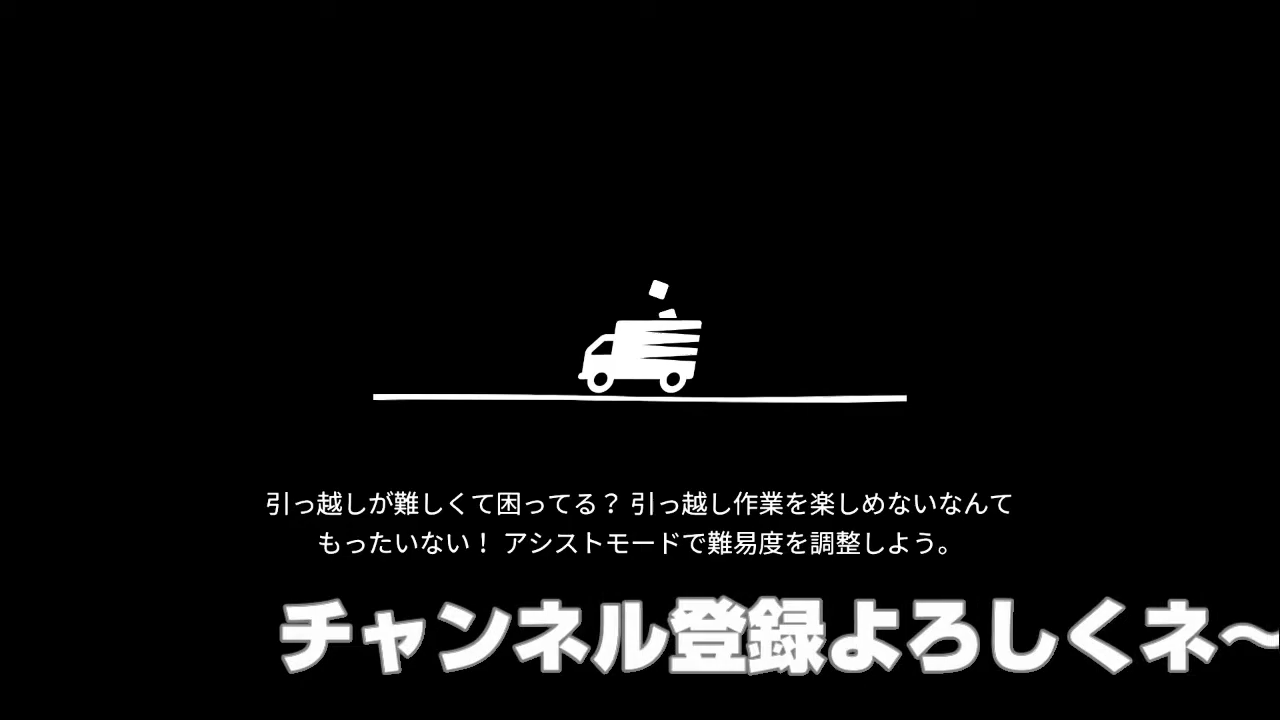 引っ越しが難しくて困ってる？ 引っ越し作業を楽しめないなんて
もったいない！ アシストモードで難易度を調整しよう。
チャンネル登録よろしくネ～